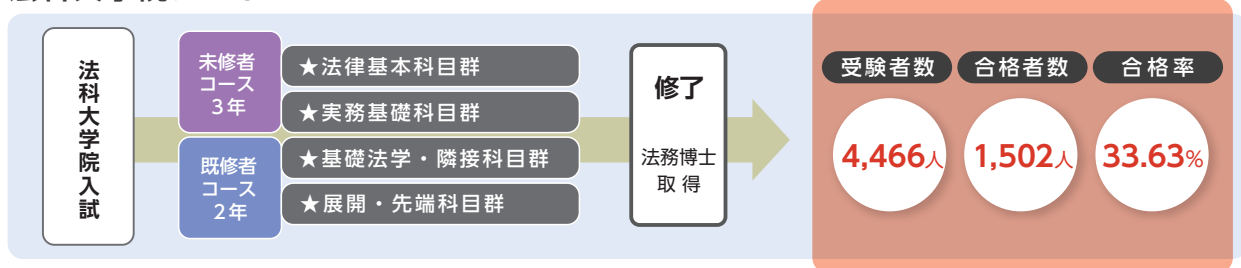 法科大学院入試
未修者
コース
3年
既修者
コース
2年
★法律基本科目群
★実務基礎科目群
★基礎法学・隣接科目群
★展開・先端科目群
修了
法務博士
取得
受験者数
合格者数
合格率
4,466人
1,502人
33.63%